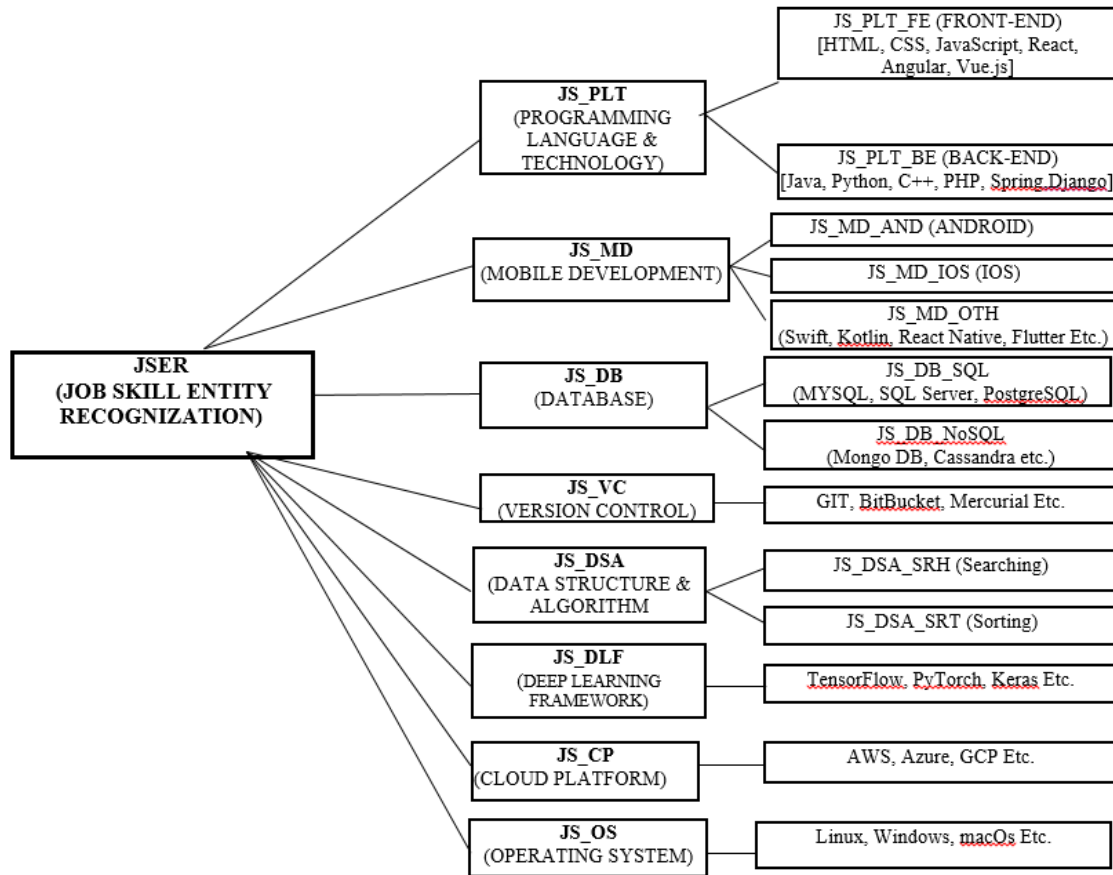 JS_PLT_FE (FRONT-END)
[HTML, CSS, JavaScript, React,
Angular, Vue.js]
JS_PLT
(PROGRAMMING
LANGUAGE &
TECHNOLOGY)
JS_PLT_BE (BACK-END)
[Java, Python, C++, PHP, Spring,Django]
JS_MD_AND (ANDROID)
JS_MD
(MOBILE DEVELOPMENT)
JS_MD_IOS (IOS)
JS_MD_OTH
(Swift, Kotlin, React Native, Flutter Etc.)
JSER
(JOB SKILL ENTITY
RECOGNIZATION)
JS_DB
(DATABASE)
JS_DB_SQL
(MYSQL, SQL Server, PostgreSQL)
JS_DB_NoSQL
(Mongo DB, Cassandra etc.)
JS_VC
(VERSION CONTROL)
GIT, BitBucket, Mercurial Etc.
JS_DSA
(DATA STRUCTURE &
ALGORITHM
JS_DSA_SRH (Searching)
JS_DSA_SRT (Sorting)
JS_DLF
(DEEP LEARNING
FRAMEWORK)
TensorFlow, PyTorch, Keras Etc.
JS_CP
(CLOUD PLATFORM)
AWS, Azure, GCP Etc.
JS_OS
(OPERATING SYSTEM)
Linux, Windows, macOs Etc.